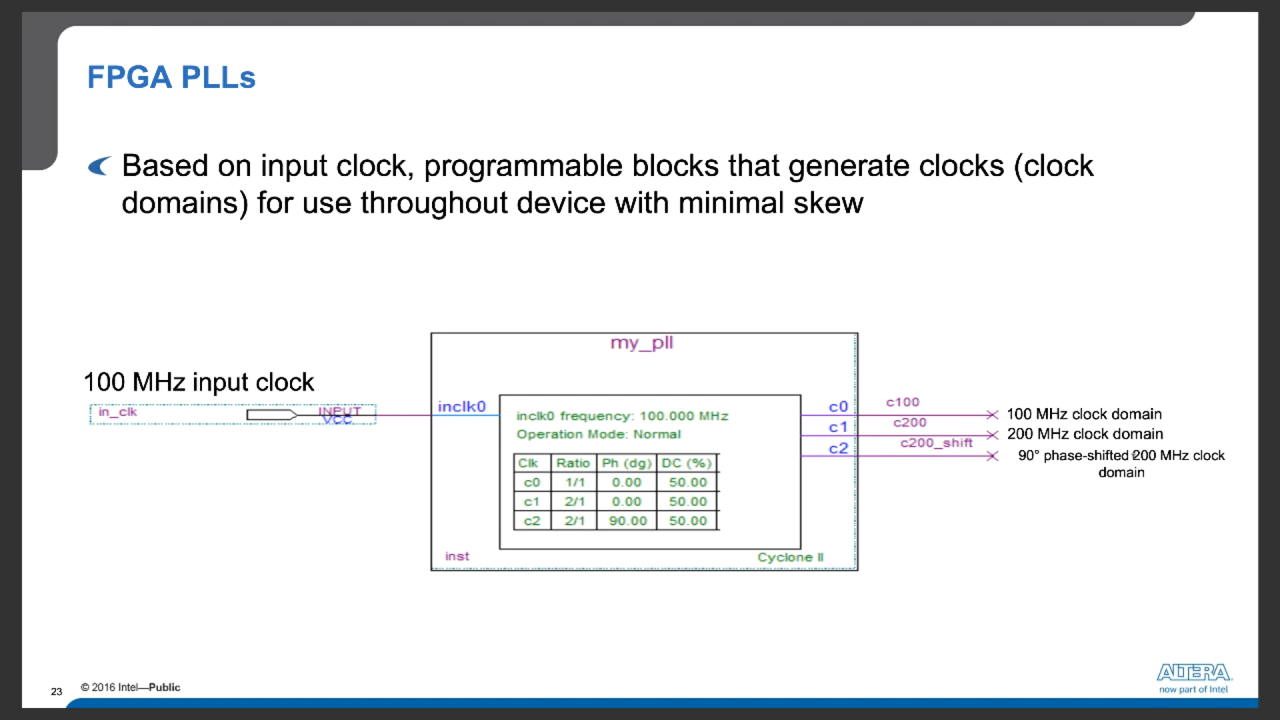 FPGA PLLs
Based on input clock, programmable blocks that generate clocks (clock
domains) for use throughout device with minimal skew
my_pll
100 MHz input clock
in_clk
INPUT
VCC
inclk0
inclk0 frequency: 100.000 MHz
Operation Mode: Normal
Clk Ratio Ph (dg) DC (%)
c0 1/1 0.00 50.00
c1 2/1 0.00 50.00
c2 2/1 90.00 50.00
inst
Cyclone II
c0 c100 100 MHz clock domain
c1 c200 200 MHz clock domain
c2 c200_shift 90° phase-shifted 200 MHz clock
domain
23
© 2016 Intel—Public
ALTERA
now part of Intel